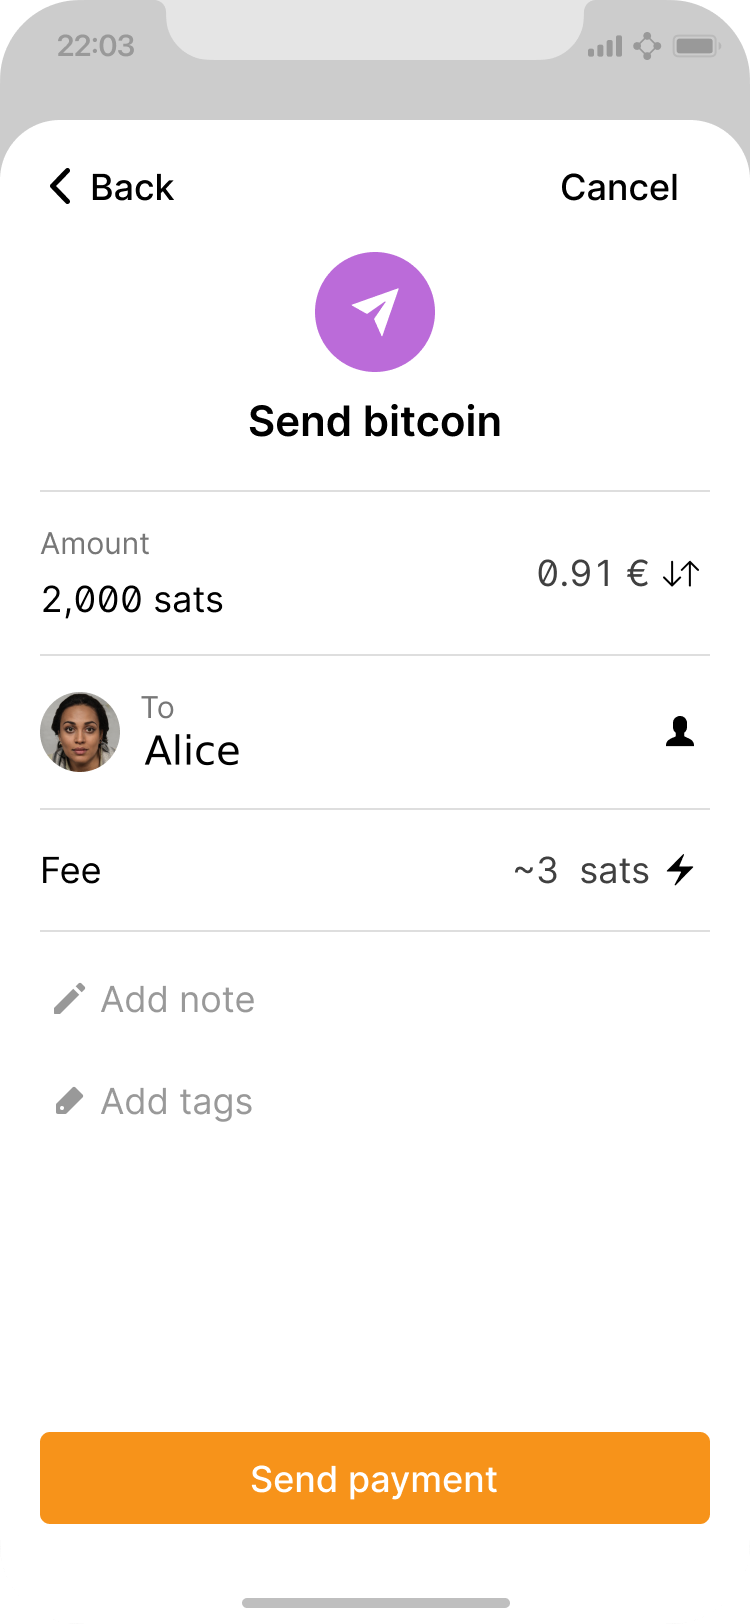 22:03
Back
Cancel
Send bitcoin
Amount
2,000 sats
0.91 €
To
Alice
Fee
~3 sats
Add note
Add tags
Send payment